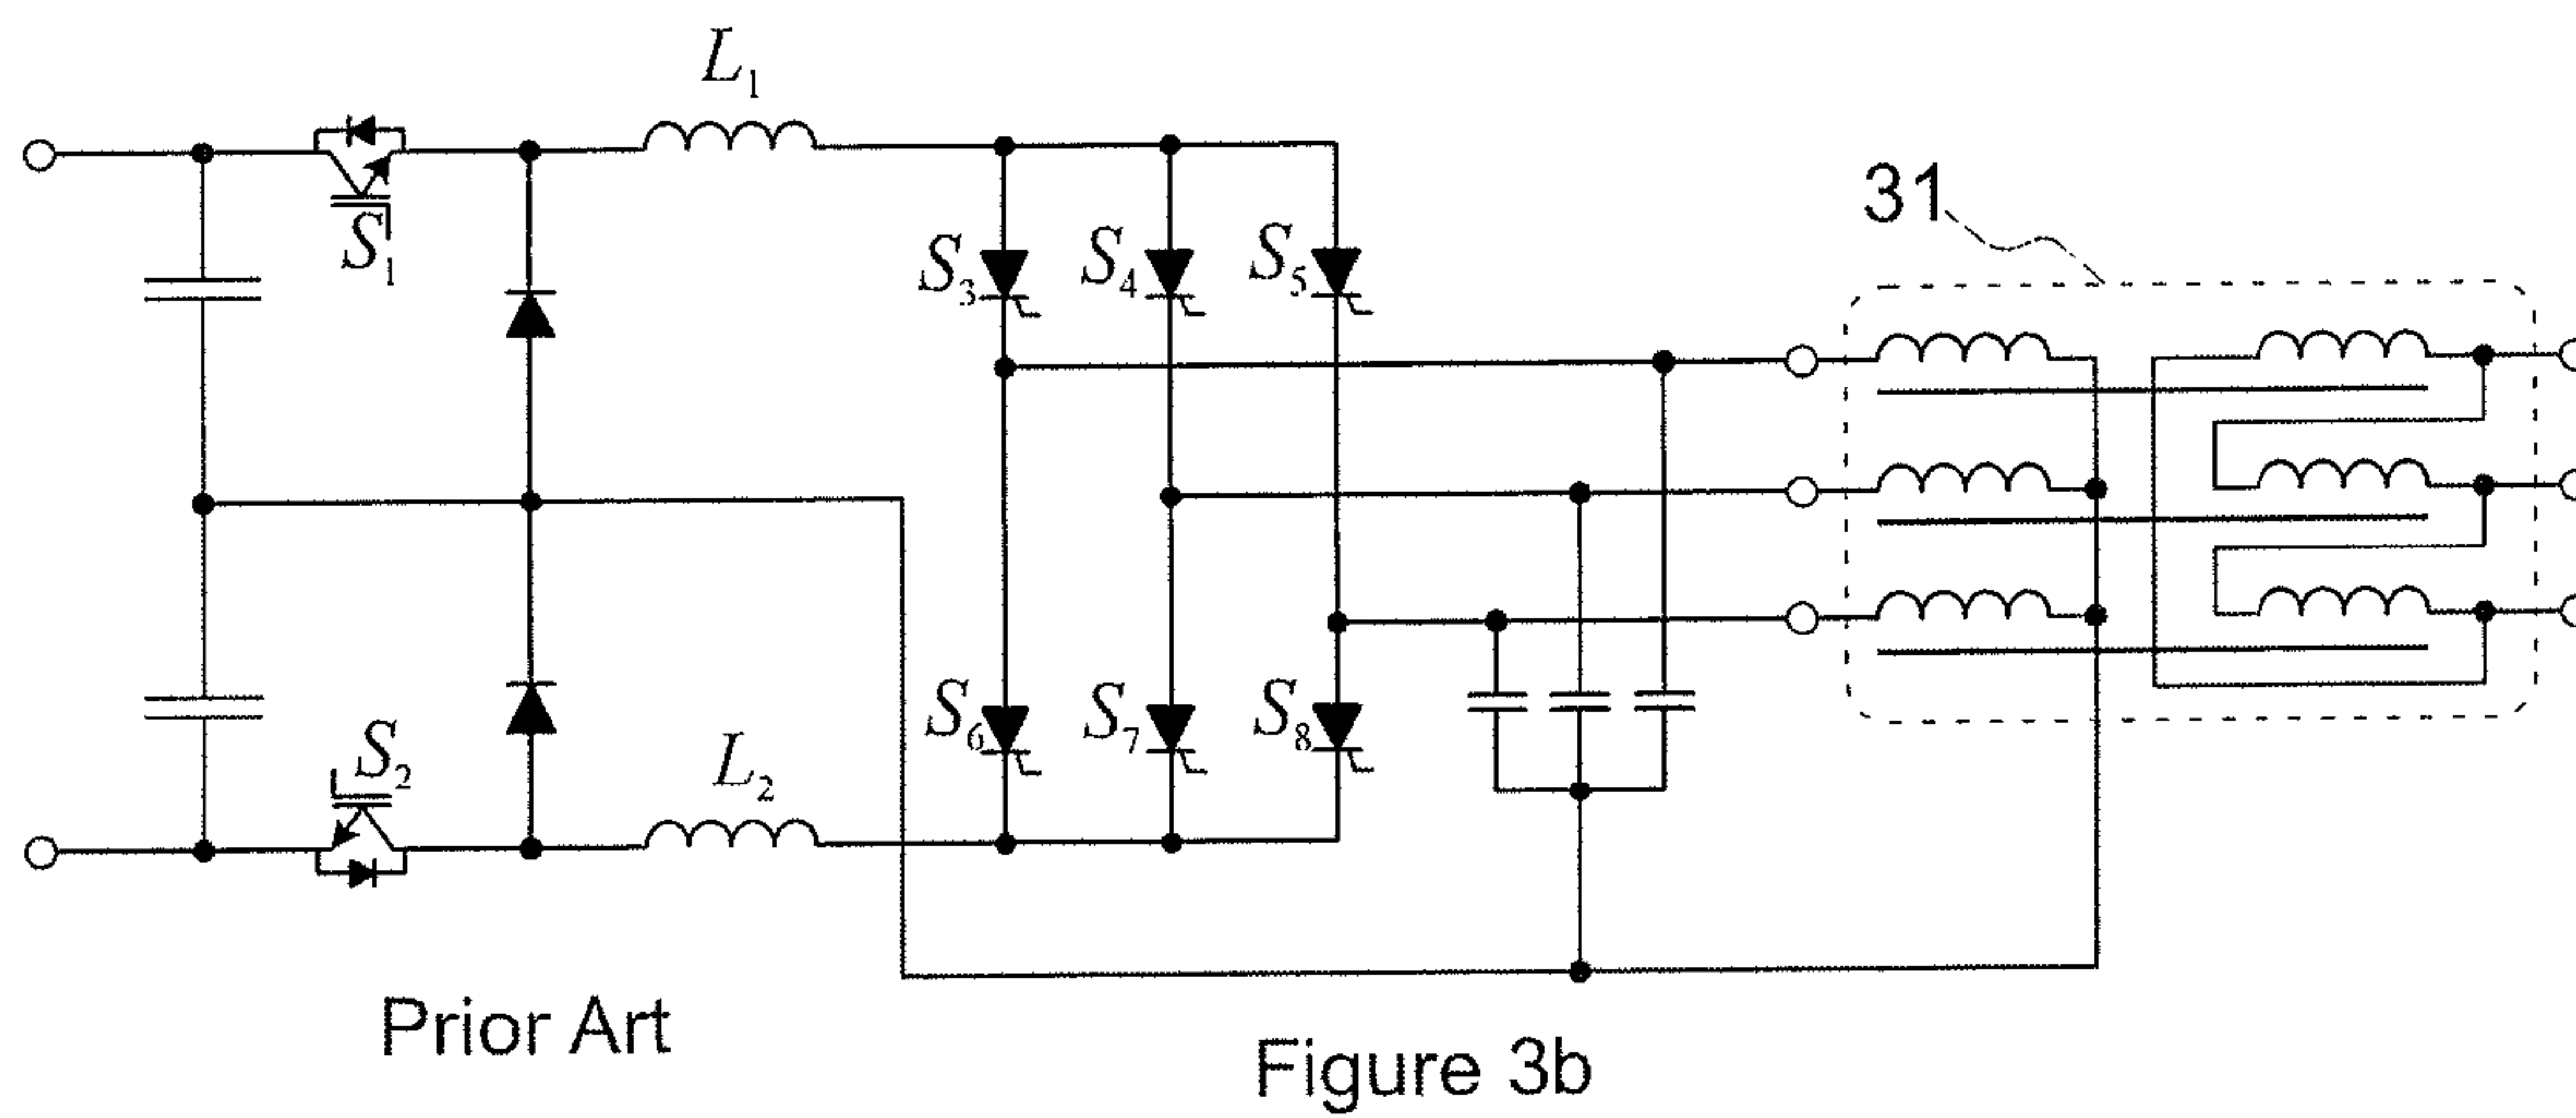 L₁
S₁
31
S₃
S₄
S₅
S₂
L₂
S₆
S₇
S₈
Prior Art
Figure 3b